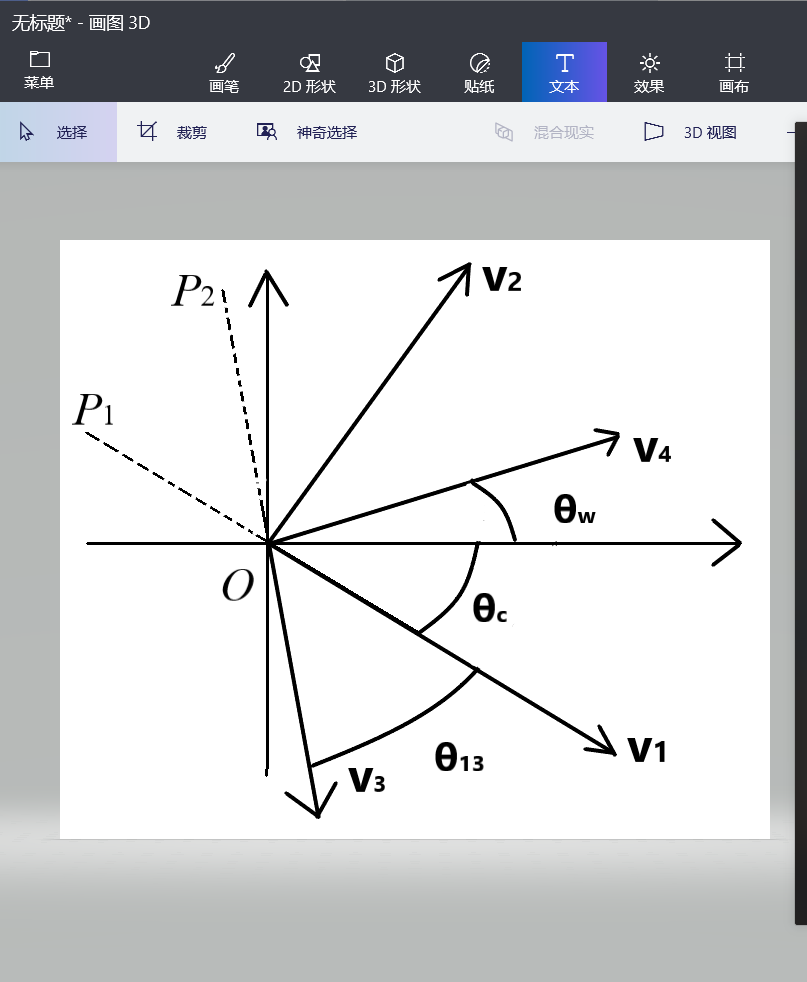 无标题* - 画图 3D
菜单
画笔
2D 形状
3D 形状
贴纸
文本
效果
画布
选择
裁剪
神奇选择
混合现实
3D 视图
P2
v2
P1
v4
θw
O
θc
v1
θ13
v3